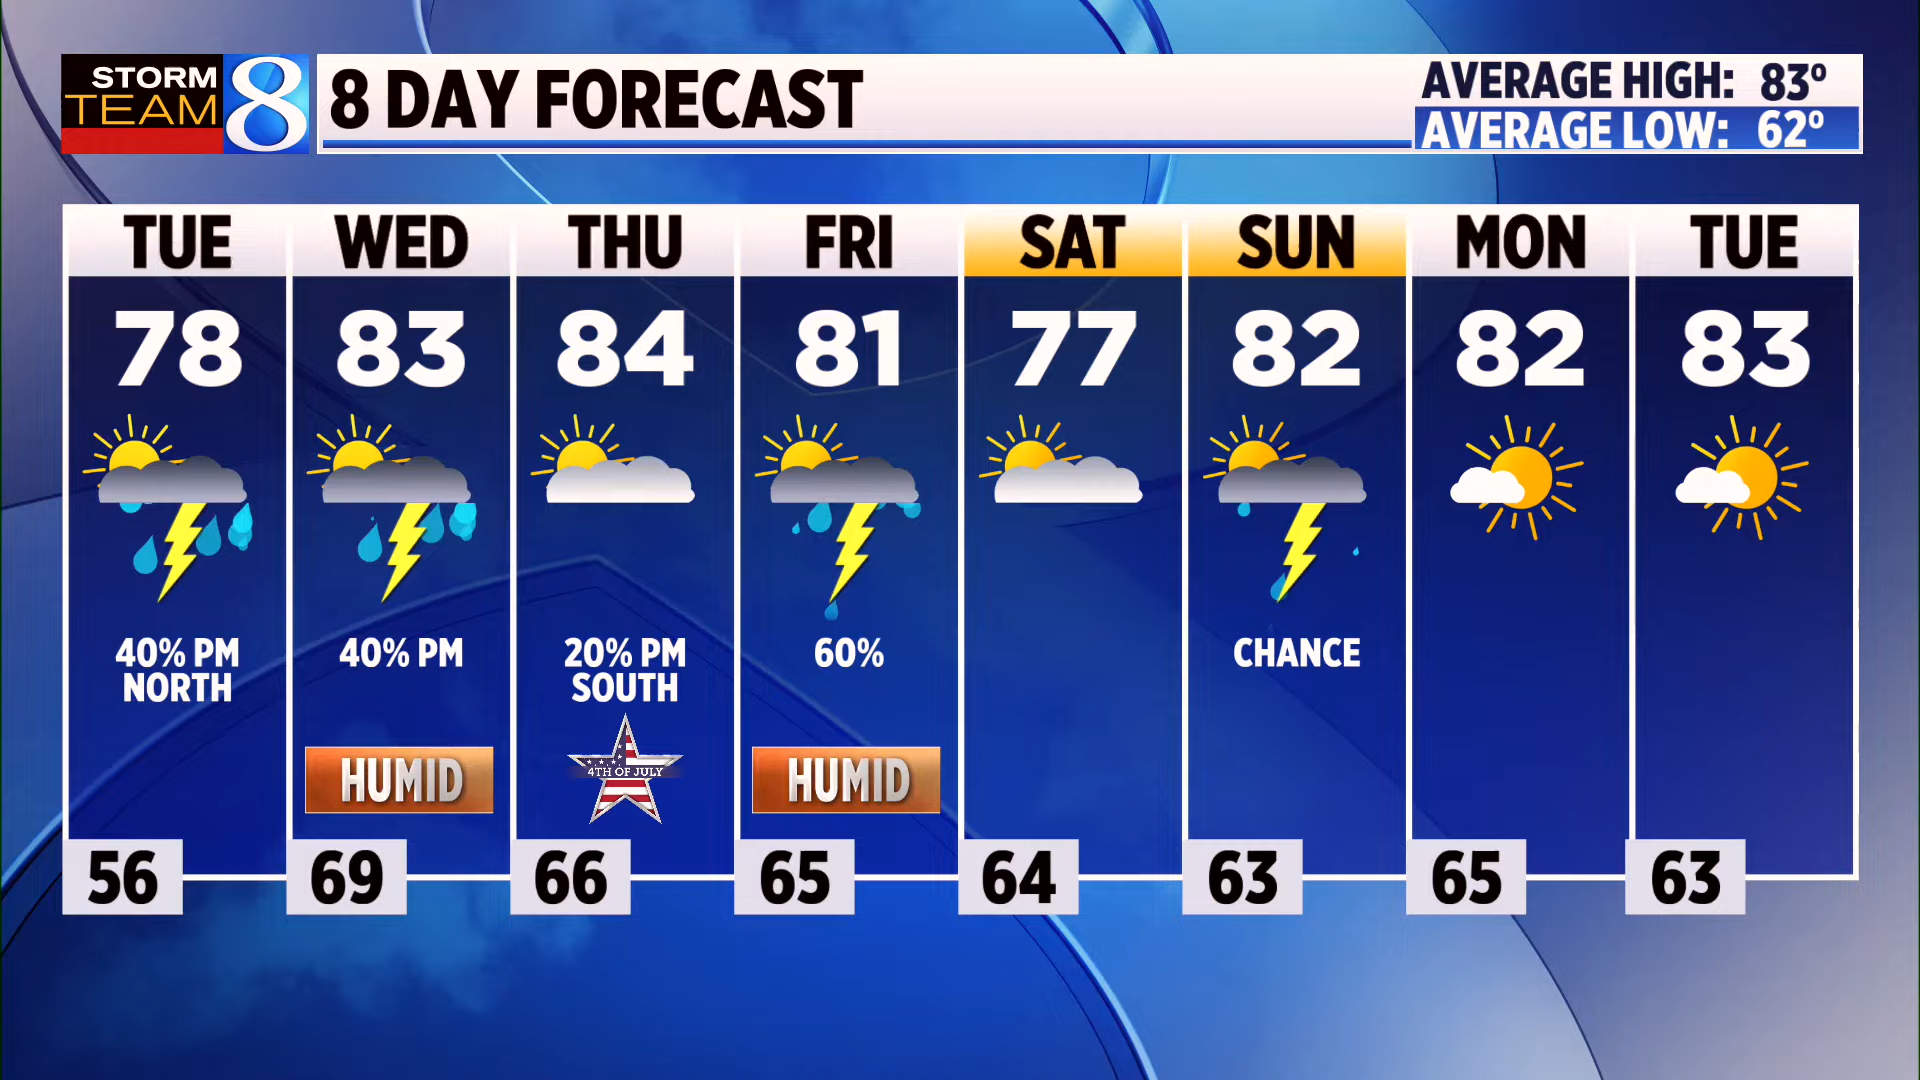 STORM
TEAM
8
8 DAY FORECAST
AVERAGE HIGH: 83º
AVERAGE LOW: 62º
TUE WED THU FRI SAT SUN MON TUE
78 83 84 81 77 82 82 83
40% PM
NORTH
40% PM
20% PM
SOUTH
60%
CHANCE
HUMID
4TH OF JULY
HUMID
56 69 66 65 64 63 65 63